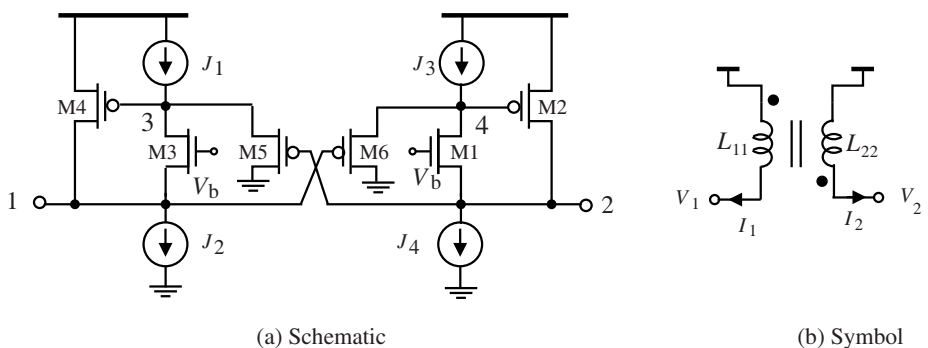 J1
J3
M4
M2
3
4
M3
M5
M6
M1
Vb
Vb
1
2
J2
J4
(a) Schematic
L11
L22
V1
I1
I2
V2
(b) Symbol